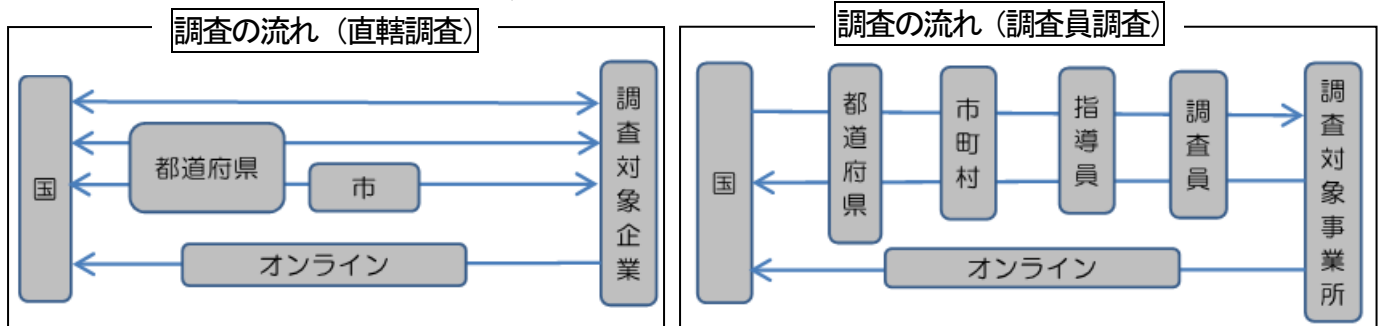 調査の流れ（直轄調査）
国
都道府県
市
オンライン
調査対象企業
調査の流れ（調査員調査）
国
都道府県
市町村
指導員
調査員
オンライン
調査対象事業所